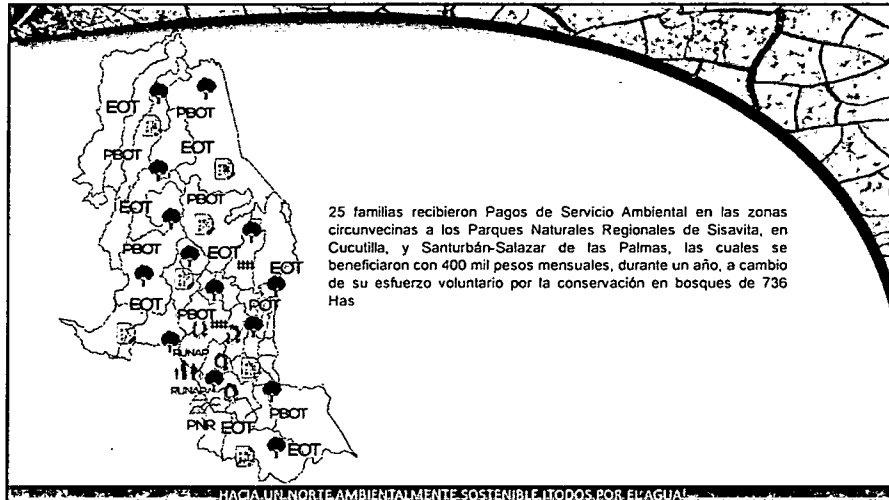 EOT
PBOT
PBOT
EOT
PBOT
EOT
PBOT
EOT
EOT
EOT
PBOT
POT
RUNAP
RUNAP
PNR
EOT
PBOT
EOT
25 familias recibieron Pagos de Servicio Ambiental en las zonas
circunvecinas a los Parques Naturales Regionales de Sisavita, en
Cucutilla, y Santurbán-Salazar de las Palmas, las cuales se
beneficiaron con 400 mil pesos mensuales, durante un año, a cambio
de su esfuerzo voluntario por la conservación en bosques de 736
Has
HACIA UN NORTE AMBIENTALMENTE SOSTENIBLE ¡TODOS POR EL AGUA!